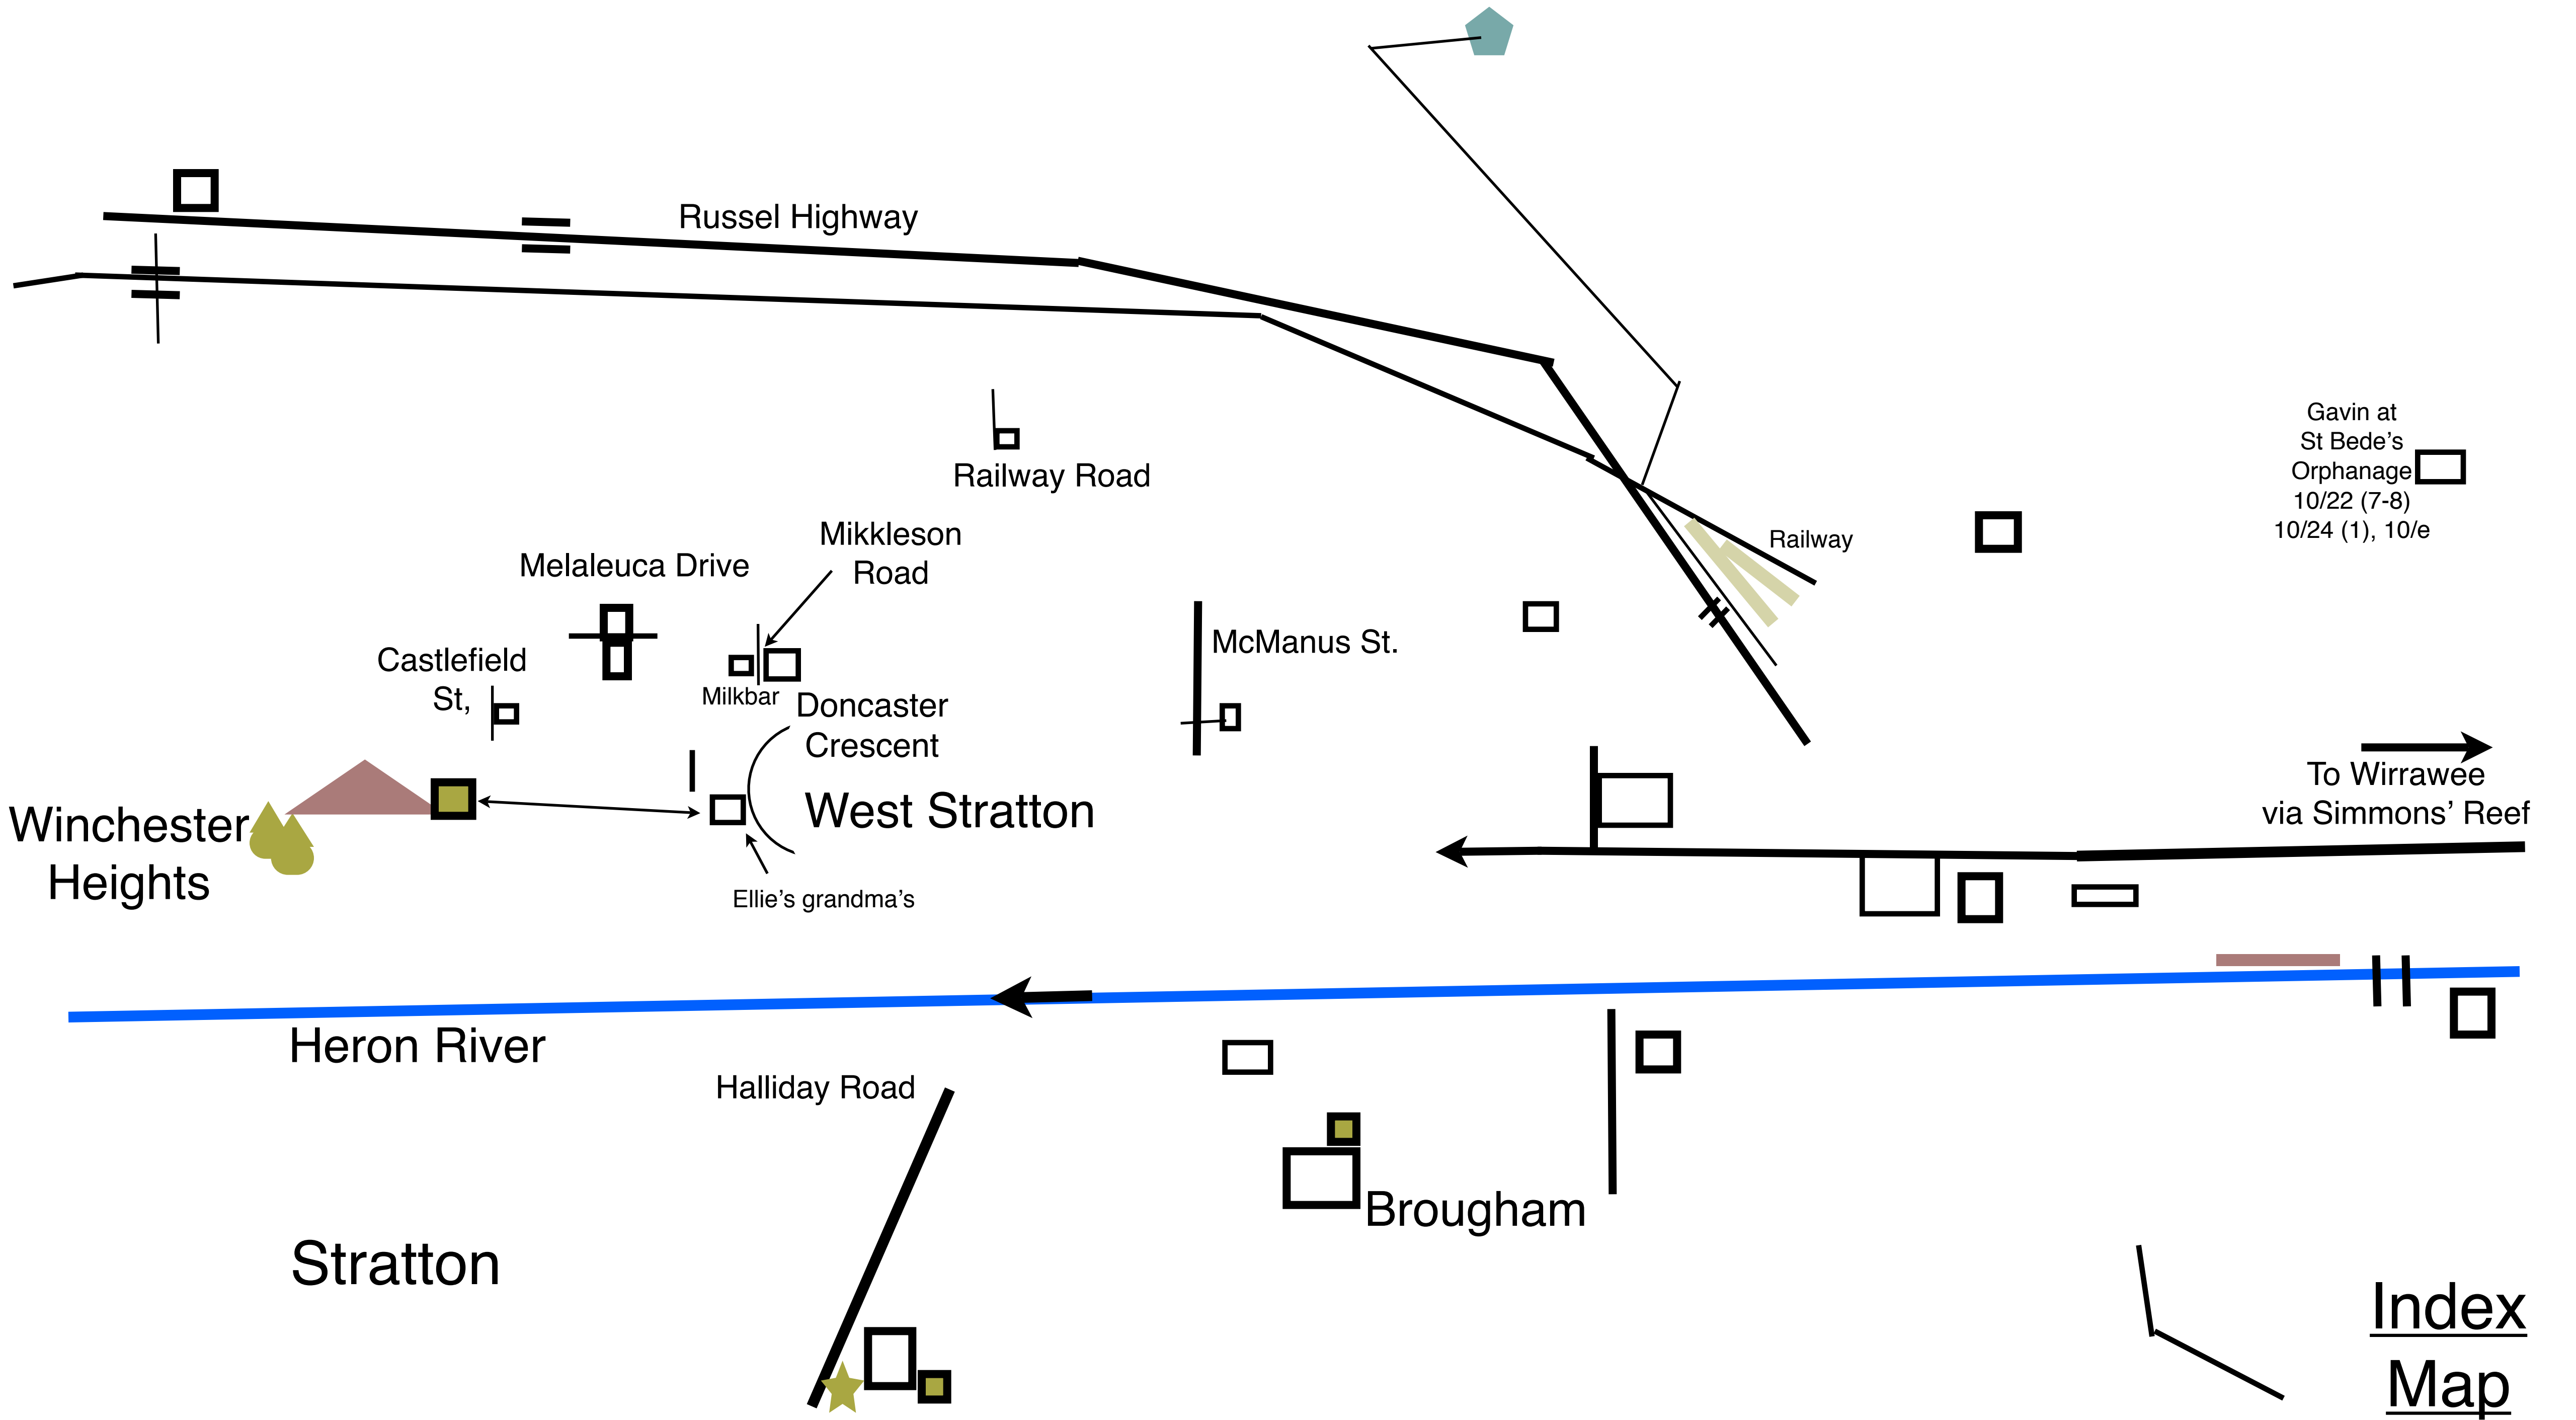 Russel Highway
Gavin at
St Bede's
Orphanage
10/22 (7-8)
10/24 (1), 10/e
Railway Road
Mikkleson
Road
Railway
Melaleuca Drive
McManus St.
Castlefield
St,
Milkbar
Doncaster
Crescent
To Wirrawee
via Simmons' Reef
Winchester
Heights
West Stratton
Ellie's grandma's
Heron River
Halliday Road
Brougham
Stratton
Index
Map